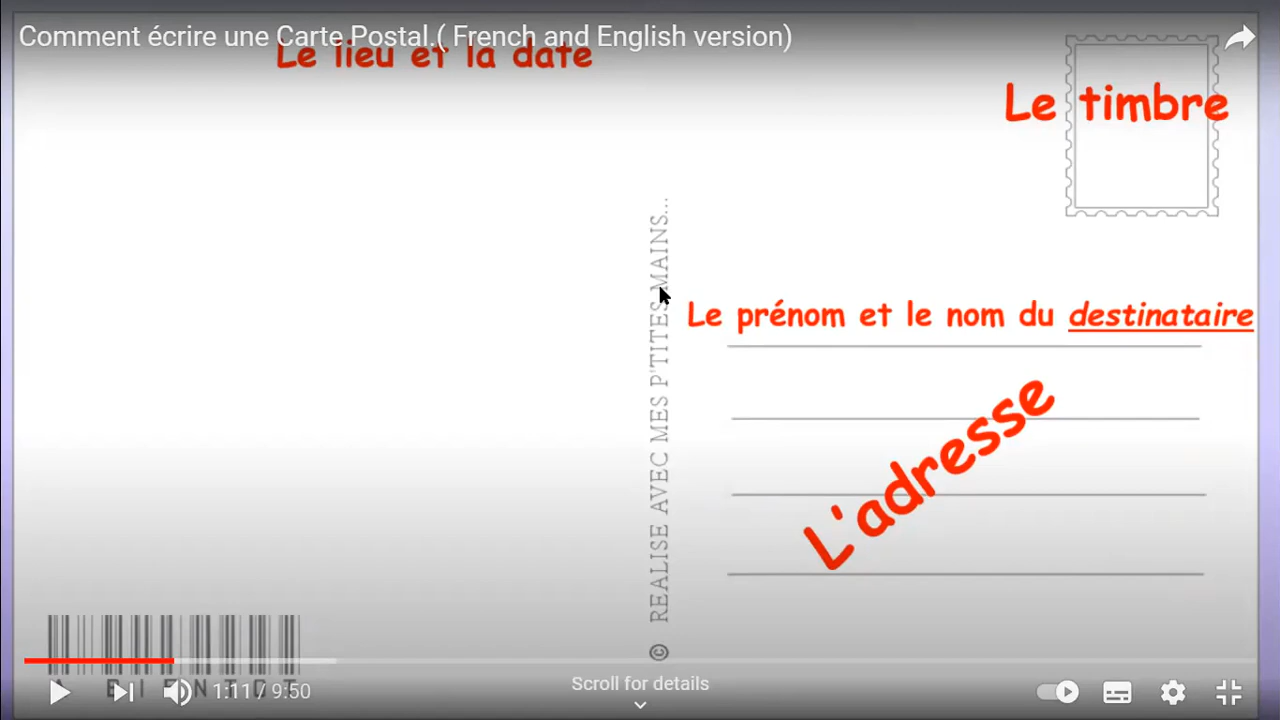 Comment écrire une Carte Postal.( French and English version)
Le lieu et la date
Le timbre
Le prénom et le nom du destinataire
L'adresse
© REALISE AVEC MES P'TITES MAINS...
A BIENTOT
1:11 / 9:50
Scroll for details